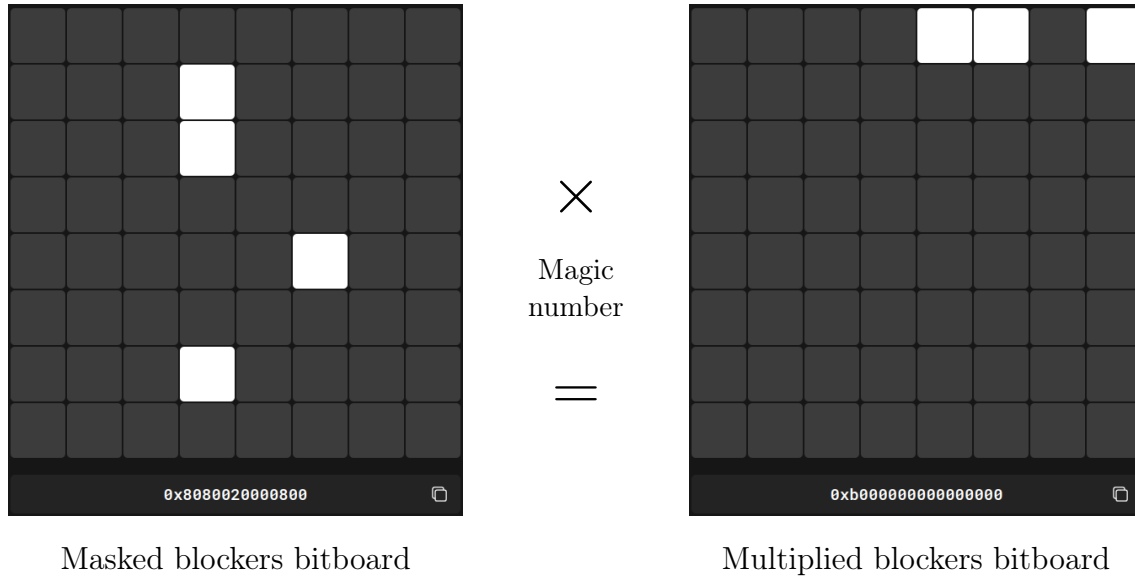 ×
Magic
number
=
0x8080020000800
0xb000000000000000
Masked blockers bitboard
Multiplied blockers bitboard